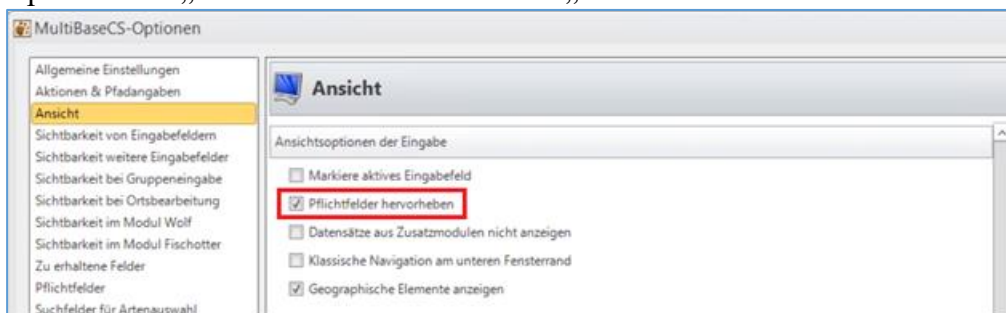 MultiBaseCS-Optionen
Allgemeine Einstellungen
Aktionen & Pfadangaben
Ansicht
Sichtbarkeit von Eingabefeldern
Sichtbarkeit weitere Eingabefelder
Sichtbarkeit bei Gruppeneingabe
Sichtbarkeit bei Ortsbearbeitung
Sichtbarkeit im Modul Wolf
Sichtbarkeit im Modul Fischotter
Zu erhaltene Felder
Pflichtfelder
Suchfelder für Artenauswahl
Ansicht
Ansichtsoptionen der Eingabe
Markiere aktives Eingabefeld
Pflichtfelder hervorheben
Datensätze aus Zusatzmodulen nicht anzeigen
Klassische Navigation am unteren Fensterrand
Geographische Elemente anzeigen